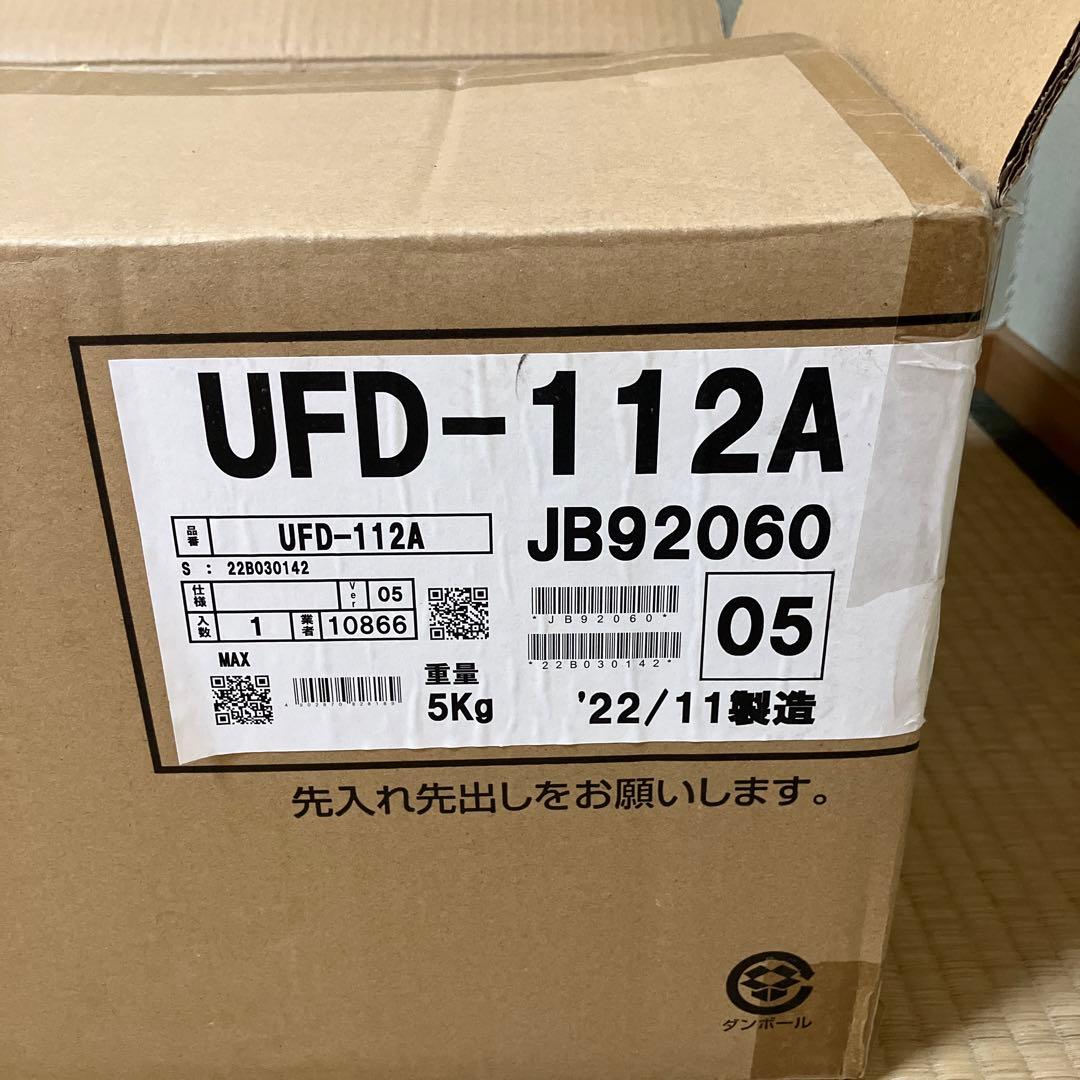 UFD-112A
品番 UFD-112A
JB92060
S : 22B030142
仕様 Ver 05
入数 1 業者 10866
*JB92060*
*22B030142*
05
MAX
重量
5Kg
'22/11製造
先入れ先出しをお願いします。
ダンボール